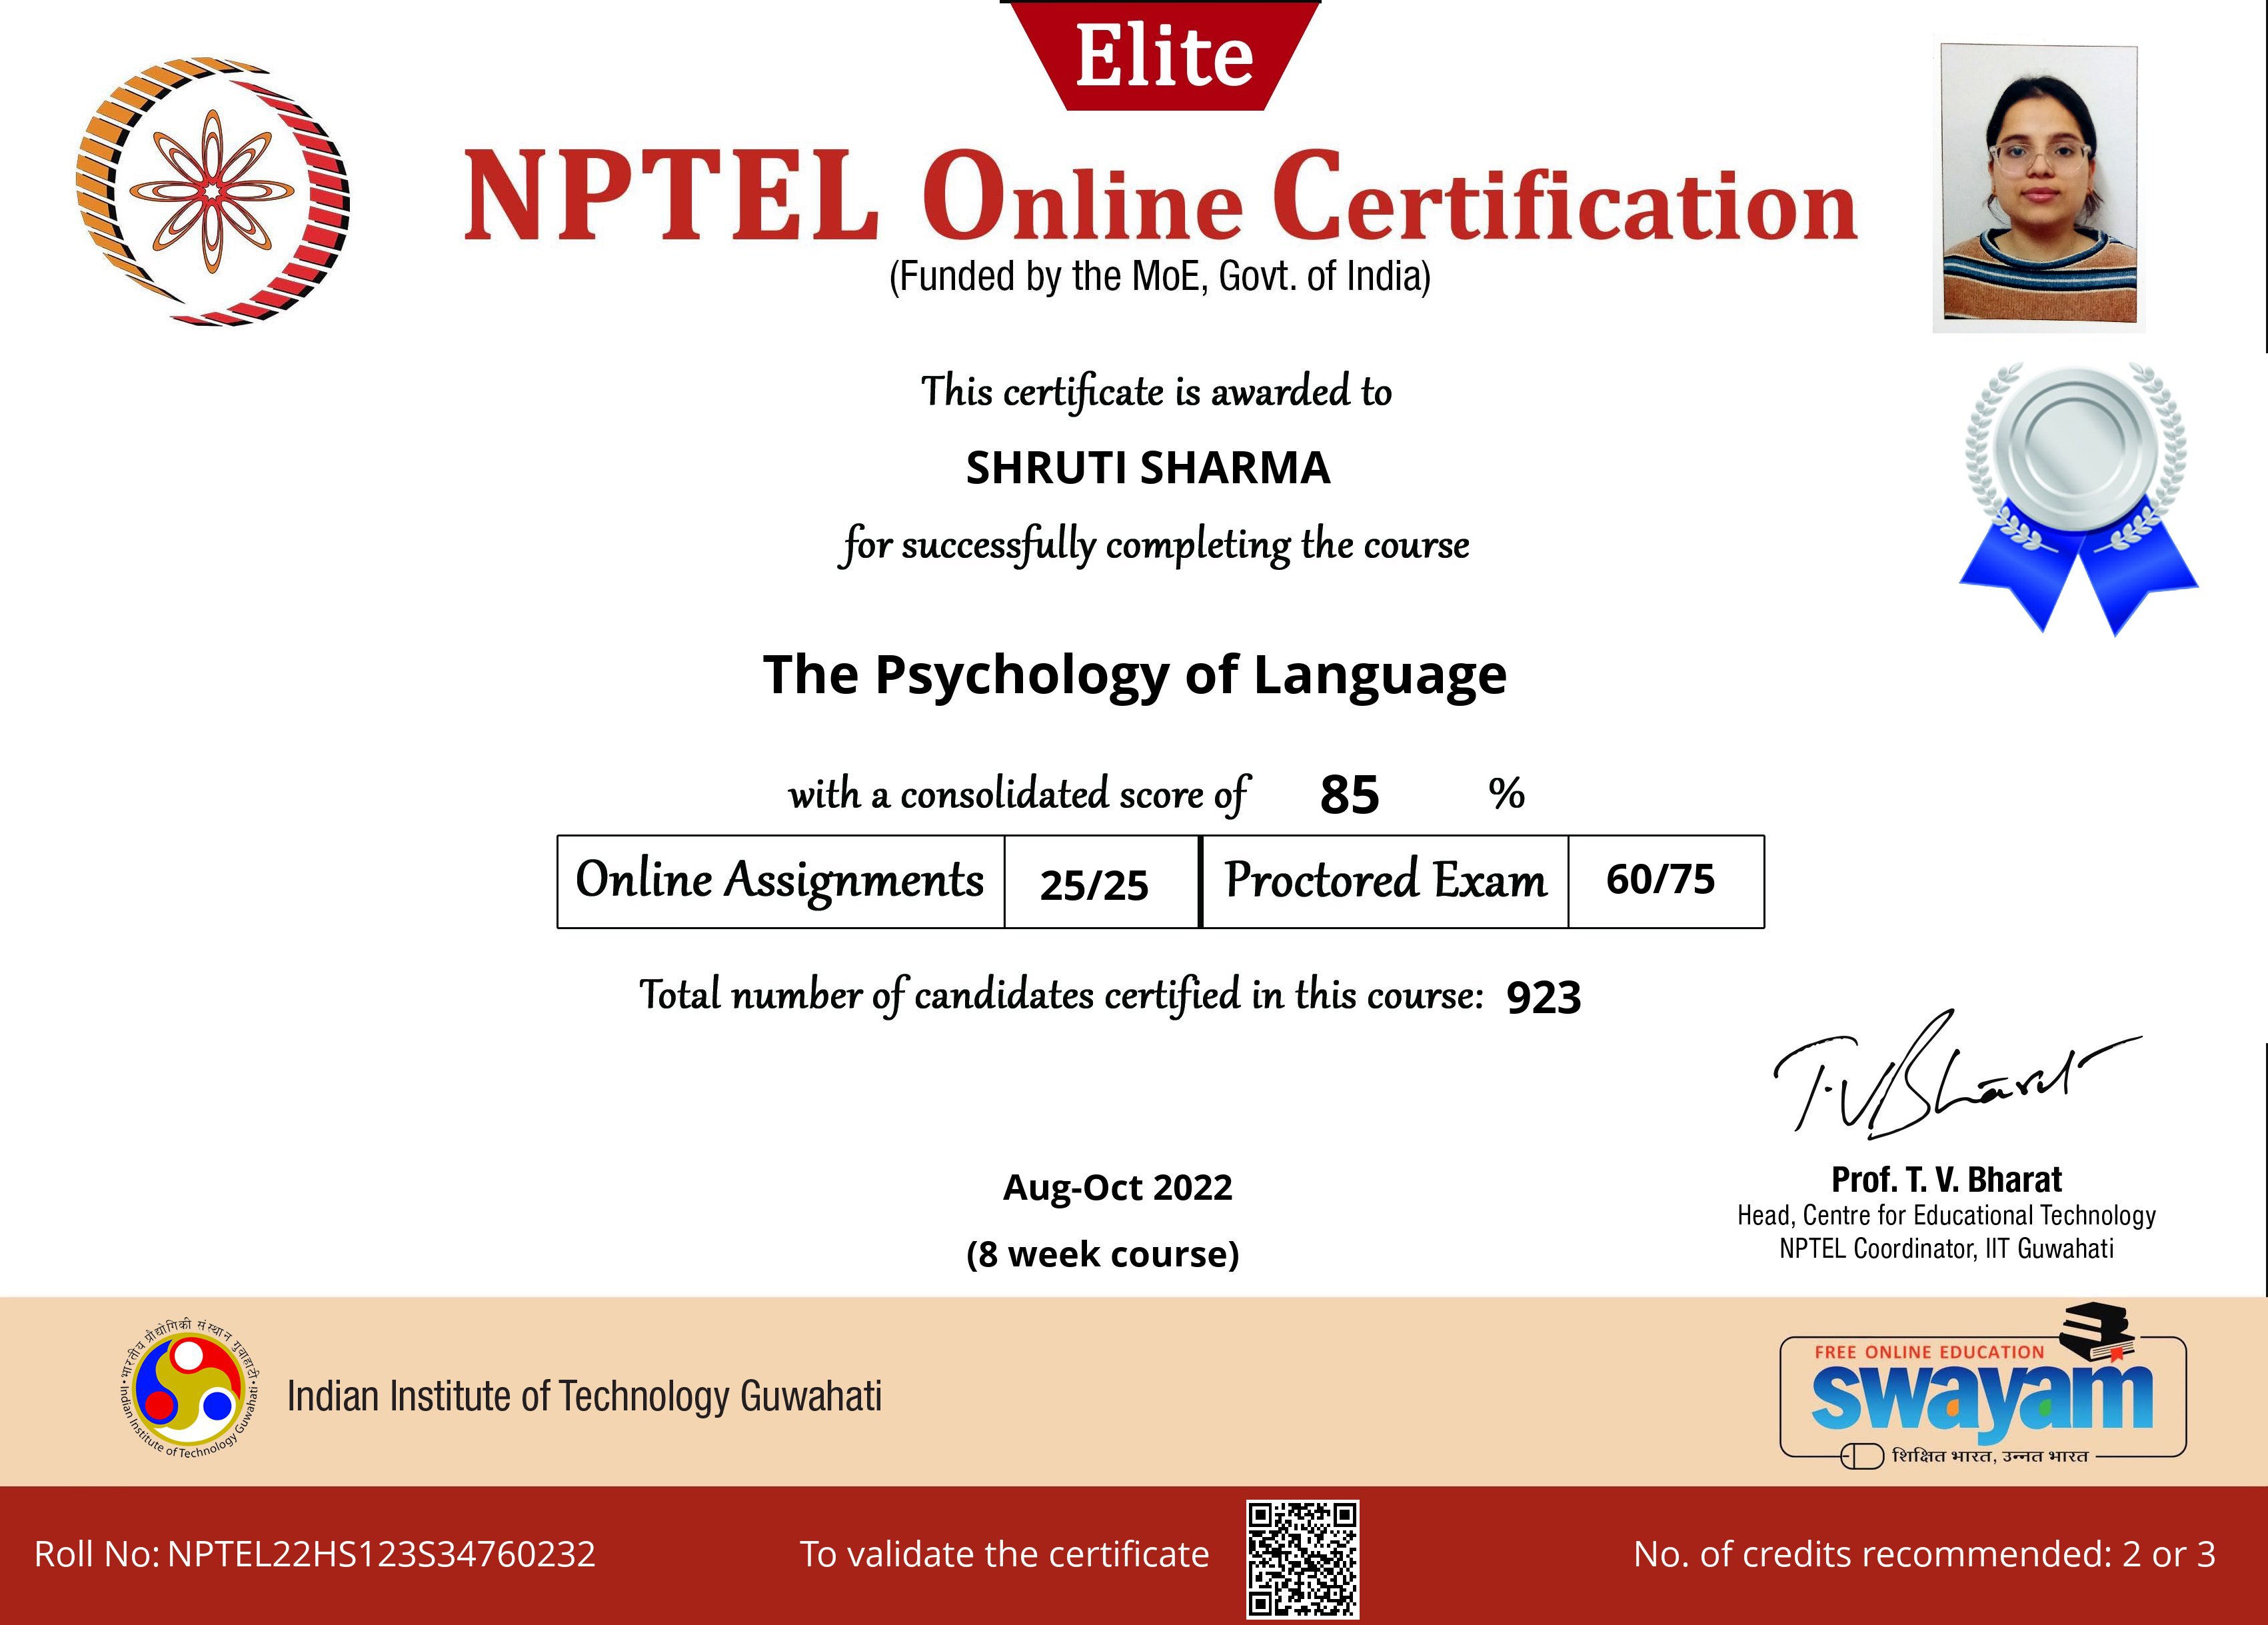 Elite
NPTEL Online Certification
(Funded by the MoE, Govt. of India)
This certificate is awarded to
SHRUTI SHARMA
for successfully completing the course
The Psychology of Language
with a consolidated score of 85 %
Online Assignments 25/25 Proctored Exam 60/75
Total number of candidates certified in this course: 923
T.V.Bharat
Prof. T. V. Bharat
Head, Centre for Educational Technology
NPTEL Coordinator, IIT Guwahati
Aug-Oct 2022
(8 week course)
भारतीय प्रौद्योगिकी संस्थान गुवाहाटी
Indian Institute of Technology Guwahati
Indian Institute of Technology Guwahati
FREE ONLINE EDUCATION
swayam
शिक्षित भारत, उन्नत भारत
Roll No: NPTEL22HS123S34760232
To validate the certificate
No. of credits recommended: 2 or 3